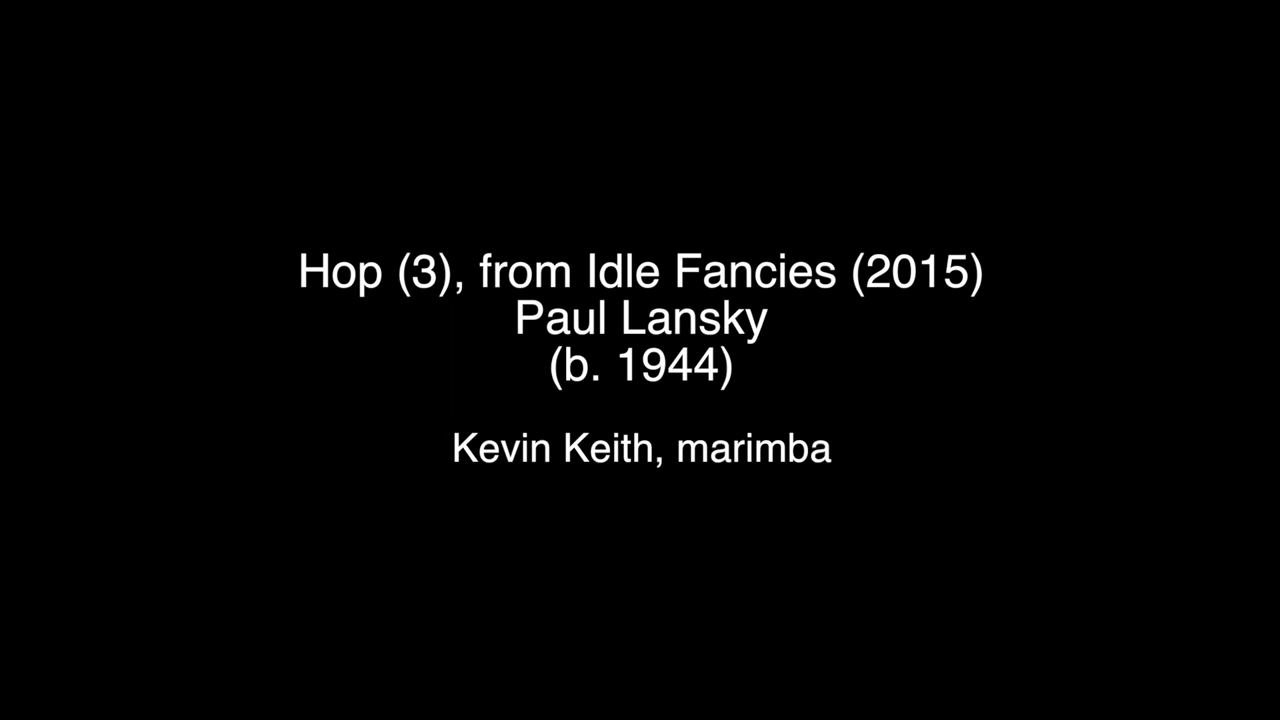 Hop (3), from Idle Fancies (2015)
Paul Lansky
(b. 1944)
Kevin Keith, marimba